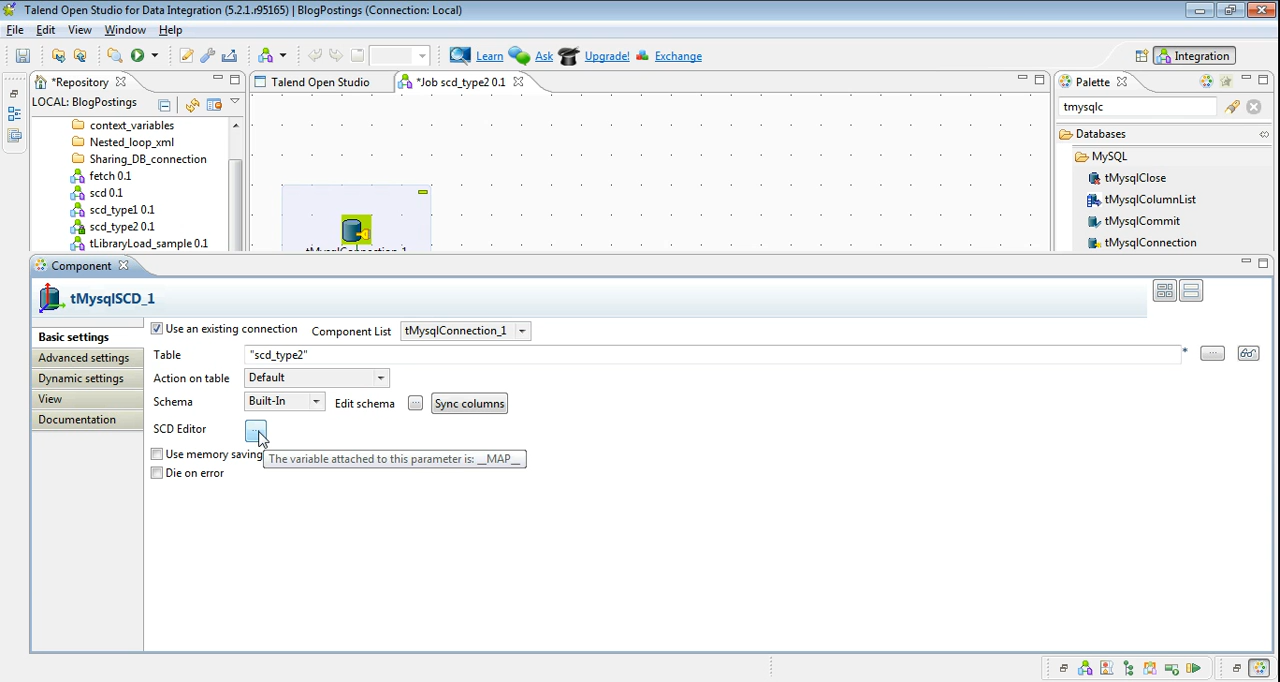 Talend Open Studio for Data Integration (5.2.1.r95165) | BlogPostings (Connection: Local)
File Edit View Window Help
Learn Ask Upgrade! Exchange Integration
*Repository Talend Open Studio *Job scd_type2 0.1 Palette
LOCAL: BlogPostings
tmysqlc
context_variables
Nested_loop_xml
Sharing_DB_connection
fetch 0.1
scd 0.1
scd_type1 0.1
scd_type2 0.1
tLibraryLoad_sample 0.1
tMysqlConnection_1
Databases
MySQL
tMysqlClose
tMysqlColumnList
tMysqlCommit
tMysqlConnection
Component
tMysqlSCD_1
Basic settings
Advanced settings
Dynamic settings
View
Documentation
Use an existing connection Component List tMysqlConnection_1
Table "scd_type2" * ...
Action on table Default
Schema Built-In Edit schema ... Sync columns
SCD Editor ...
Use memory saving
The variable attached to this parameter is: __MAP__
Die on error